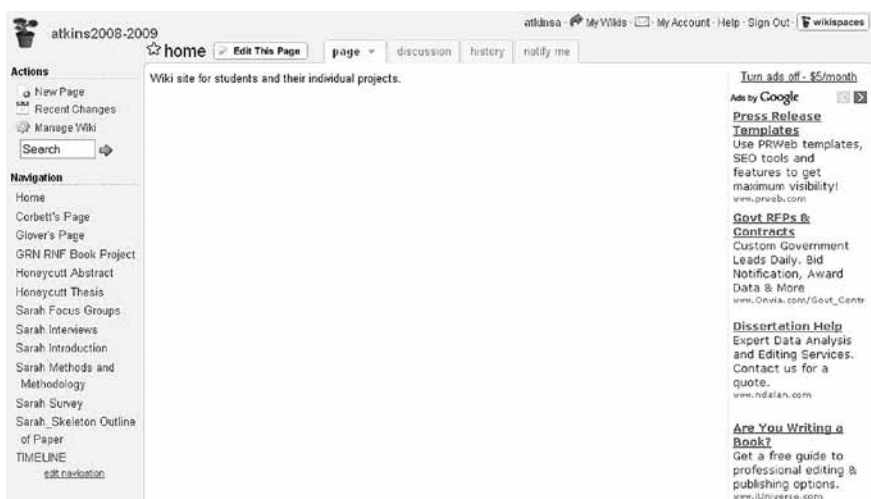 atkins2008-2009
atkinsa · My Wikis · My Account · Help · Sign Out · wikispaces
home Edit This Page page discussion history notify me
Actions
New Page
Recent Changes
Manage Wiki
Search
Navigation
Home
Corbett's Page
Glover's Page
GRN RNF Book Project
Honeycutt Abstract
Honeycutt Thesis
Sarah Focus Groups
Sarah Interviews
Sarah Introduction
Sarah Methods and
Methodology
Sarah Survey
Sarah_Skeleton Outline
of Paper
TIMELINE
edit navigation
Wiki site for students and their individual projects.
Turn ads off - $5/month
Ads by Google
Press Release
Templates
Use PRWeb templates,
SEO tools and
features to get
maximum visibility!
www.prweb.com
Govt RFPs &
Contracts
Custom Government
Leads Daily. Bid
Notification, Award
Data & More
www.Onvia.com/Govt_Contr
Dissertation Help
Expert Data Analysis
and Editing Services.
Contact us for a
quote.
www.ndalan.com
Are You Writing a
Book?
Get a free guide to
professional editing &
publishing options.
www.iUniverse.com